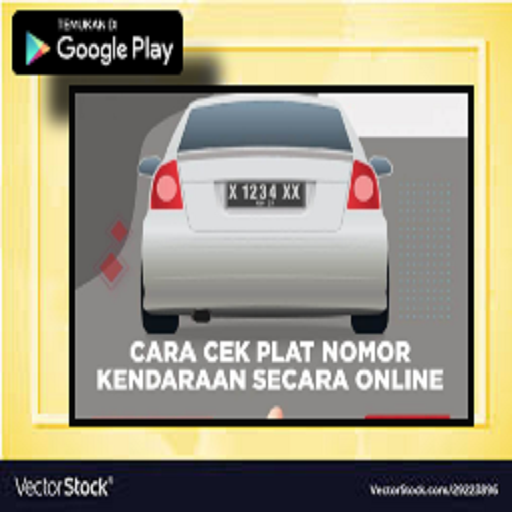 TEMUKAN DI
Google Play
X 1234 XX
CARA CEK PLAT NOMOR
KENDARAAN SECARA ONLINE
VectorStock®
VectorStock.com/29223896